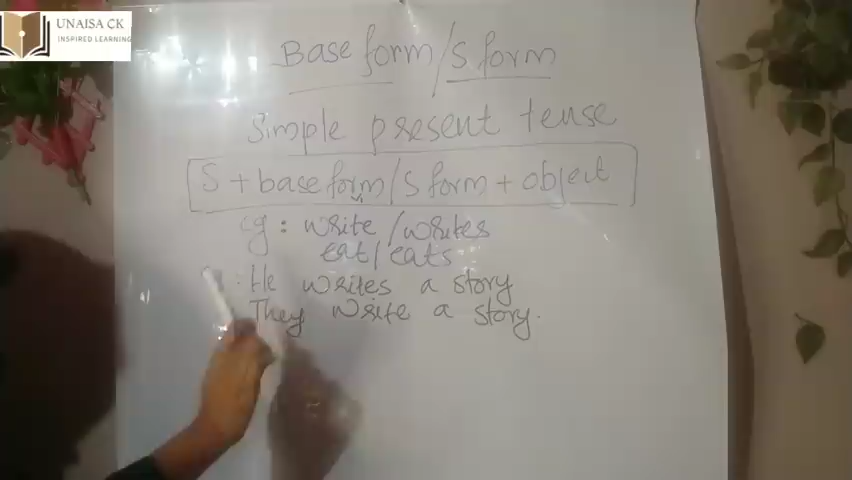 UNAISA CK
INSPIRED LEARNING
Base form/S form
Simple present tense
S + base form/S form + object
eg : write/writes
eat/eats
He writes a story
They write a story.